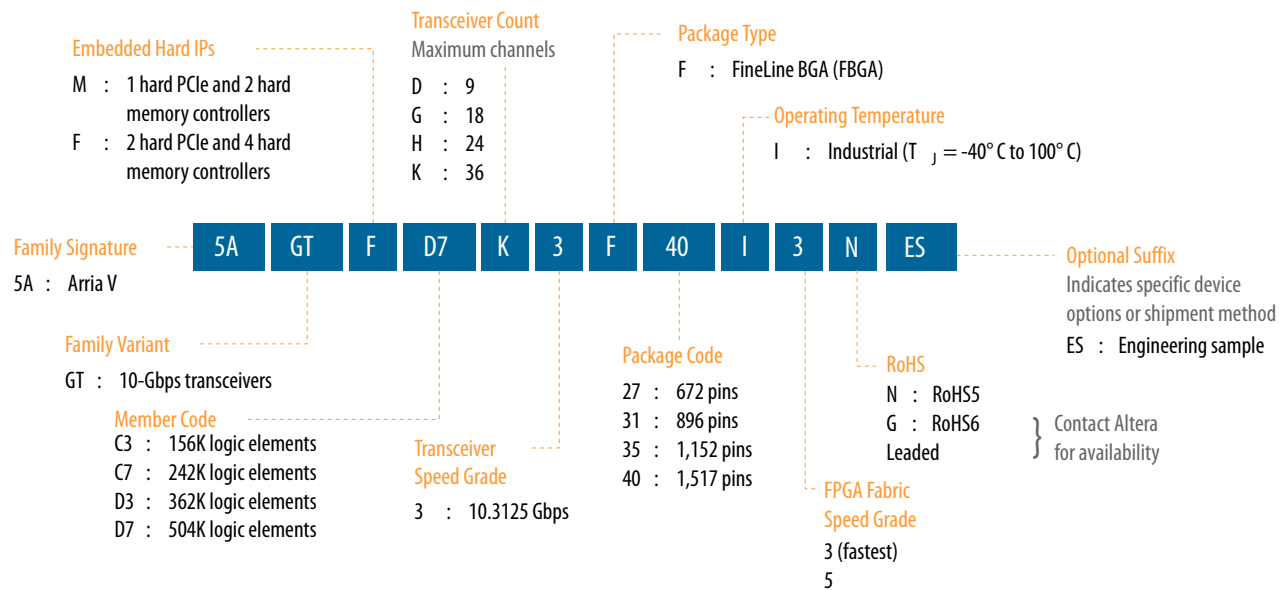 Embedded Hard IPs
M : 1 hard PCIe and 2 hard
memory controllers
F : 2 hard PCIe and 4 hard
memory controllers
Transceiver Count
Maximum channels
D : 9
G : 18
H : 24
K : 36
Package Type
F : FineLine BGA (FBGA)
Operating Temperature
I : Industrial (T J = -40° C to 100° C)
Family Signature
5A : Arria V
5A GT F D7 K 3 F 40 I 3 N ES
Optional Suffix
Indicates specific device
options or shipment method
ES : Engineering sample
Family Variant
GT : 10-Gbps transceivers
Member Code
C3 : 156K logic elements
C7 : 242K logic elements
D3 : 362K logic elements
D7 : 504K logic elements
Transceiver
Speed Grade
3 : 10.3125 Gbps
Package Code
27 : 672 pins
31 : 896 pins
35 : 1,152 pins
40 : 1,517 pins
RoHS
N : RoHS5
G : RoHS6
Leaded
Contact Altera
for availability
FPGA Fabric
Speed Grade
3 (fastest)
5